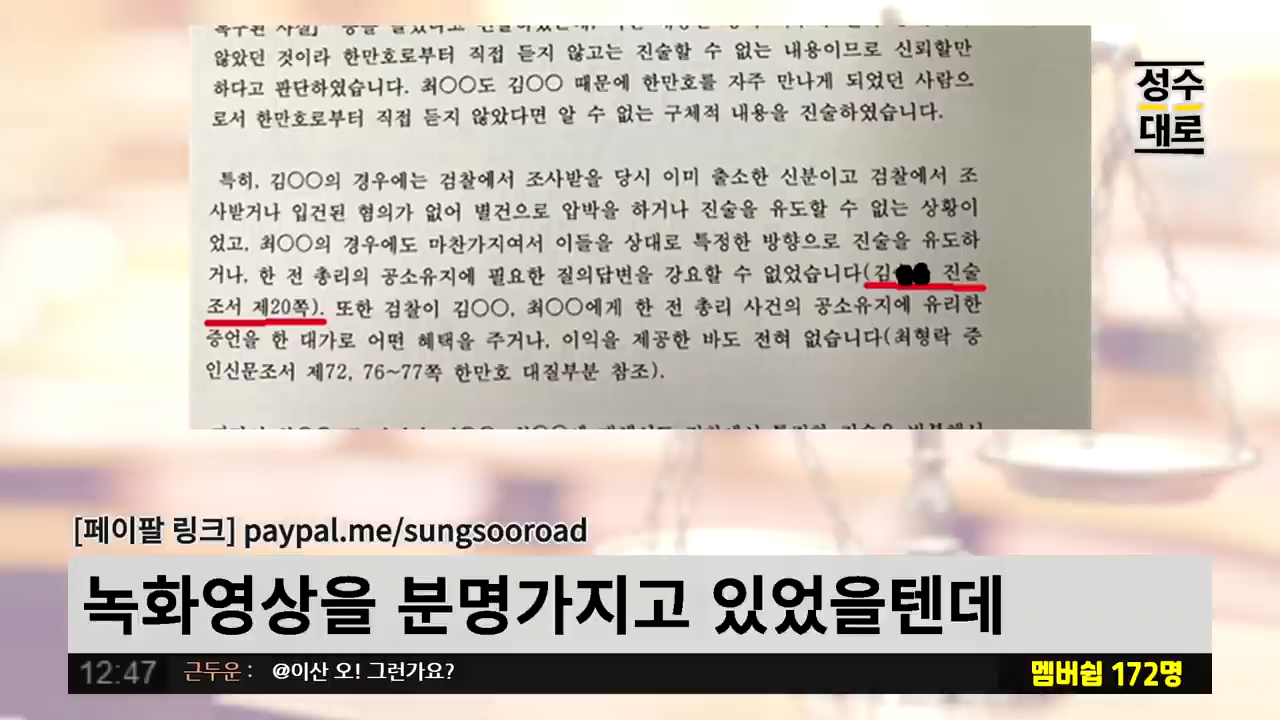 않았던 것이라 한만호로부터 직접 듣지 않고는 진술할 수 없는 내용이므로 신뢰할만
하다고 판단하였습니다. 최○○도 김○○ 때문에 한만호를 자주 만나게 되었던 사람으
로서 한만호로부터 직접 듣지 않았다면 알 수 없는 구체적 내용을 진술하였습니다.
특히, 김○○의 경우에는 검찰에서 조사받을 당시 이미 출소한 신분이고 검찰에서 조
사받거나 입건된 혐의가 없어 별건으로 압박을 하거나 진술을 유도할 수 없는 상황이
었고, 최○○의 경우에도 마찬가지여서 이들을 상대로 특정한 방향으로 진술을 유도하
거나, 한 전 총리의 공소유지에 필요한 질의답변을 강요할 수 없었습니다(김 진술
조서 제20쪽). 또한 검찰이 김○○, 최○○에게 한 전 총리 사건의 공소유지에 유리한
증언을 한 대가로 어떤 혜택을 주거나, 이익을 제공한 바도 전혀 없습니다(최형락 증
인신문조서 제72, 76~77쪽 한만호 대질부분 참조).
성수
대로
[페이팔 링크] paypal.me/sungsooroad
녹화영상을 분명가지고 있었을텐데
12:47 근두운 : @이산 오! 그런가요? 멤버쉽 172명